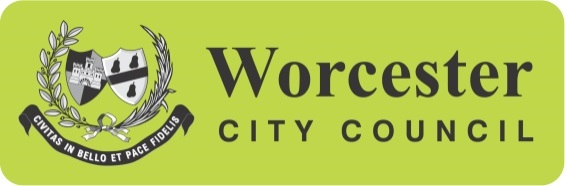 Worcester
CITY COUNCIL
CIVITAS IN BELLO ET PACE FIDELIS